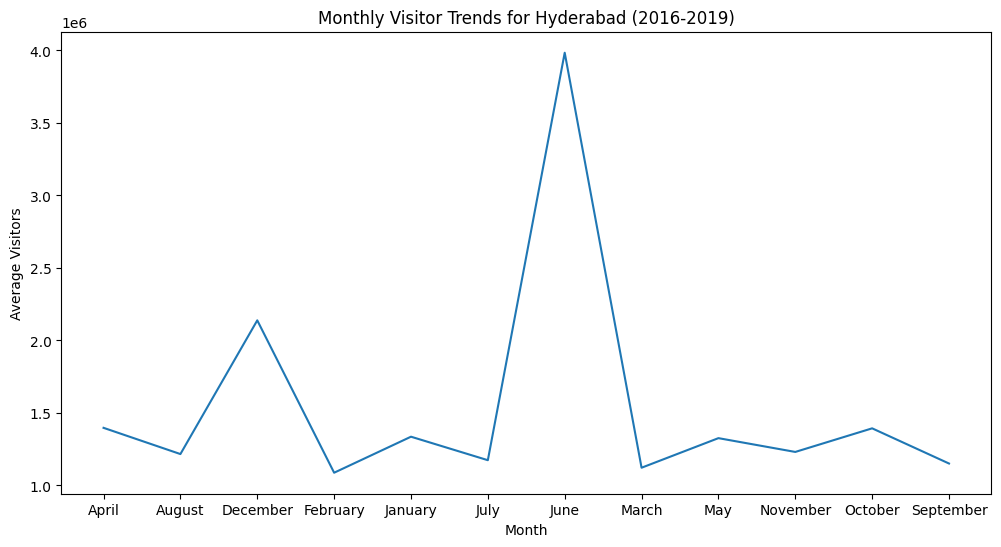 Monthly Visitor Trends for Hyderabad (2016-2019)
1e6
4.0
3.5
3.0
2.5
2.0
1.5
1.0
Average Visitors
April August December February January July June March May November October September
Month